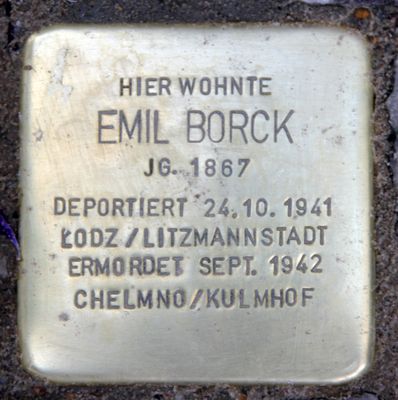 HIER WOHNTE
EMIL BORCK
JG. 1867
DEPORTIERT 24.10.1941
ŁODZ/LITZMANNSTADT
ERMORDET SEPT. 1942
CHELMNO/KULMHOF